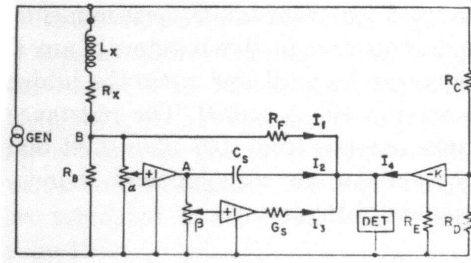 Lx
Rx
RC
GEN
B
RF
I1
RB
+1
A
CS
I2
I4
-K
α
β
+1
GS
I3
DET
RE
RD